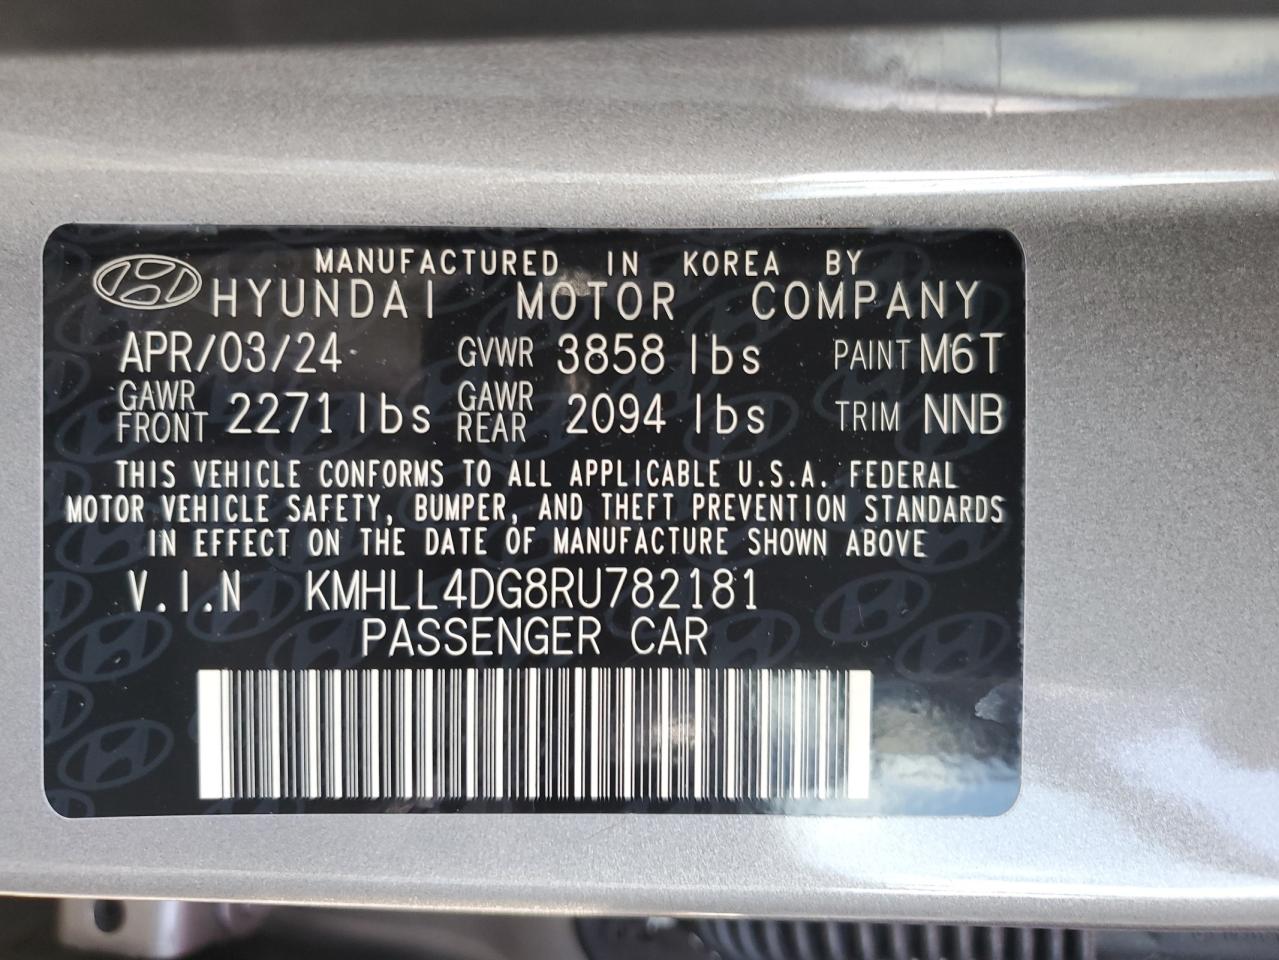 MANUFACTURED IN KOREA BY
HYUNDAI MOTOR COMPANY
APR/03/24 GVWR 3858 lbs PAINT M6T
GAWR FRONT 2271 lbs GAWR REAR 2094 lbs TRIM NNB
THIS VEHICLE CONFORMS TO ALL APPLICABLE U.S.A. FEDERAL
MOTOR VEHICLE SAFETY, BUMPER, AND THEFT PREVENTION STANDARDS
IN EFFECT ON THE DATE OF MANUFACTURE SHOWN ABOVE
V.I.N KMHLL4DG8RU782181
PASSENGER CAR